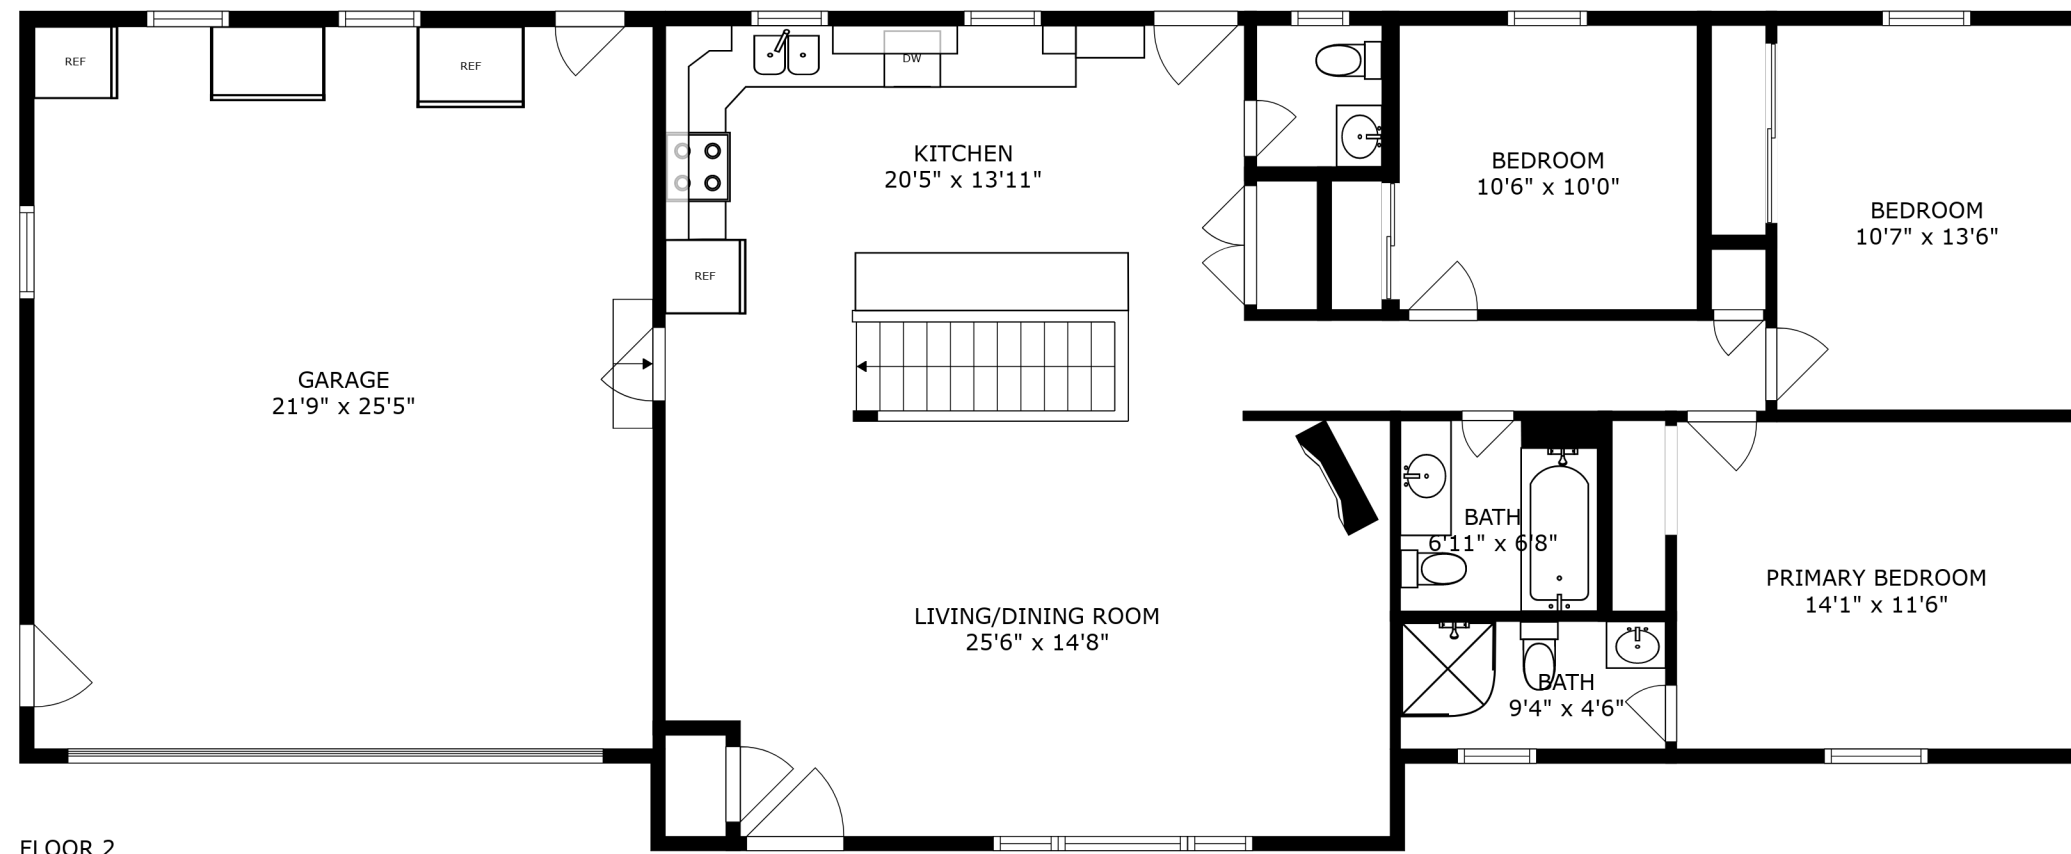 REF
REF
DW
KITCHEN
20'5" x 13'11"
BEDROOM
10'6" x 10'0"
BEDROOM
10'7" x 13'6"
REF
GARAGE
21'9" x 25'5"
BATH
6'11" x 6'8"
PRIMARY BEDROOM
14'1" x 11'6"
LIVING/DINING ROOM
25'6" x 14'8"
BATH
9'4" x 4'6"
FLOOR 2